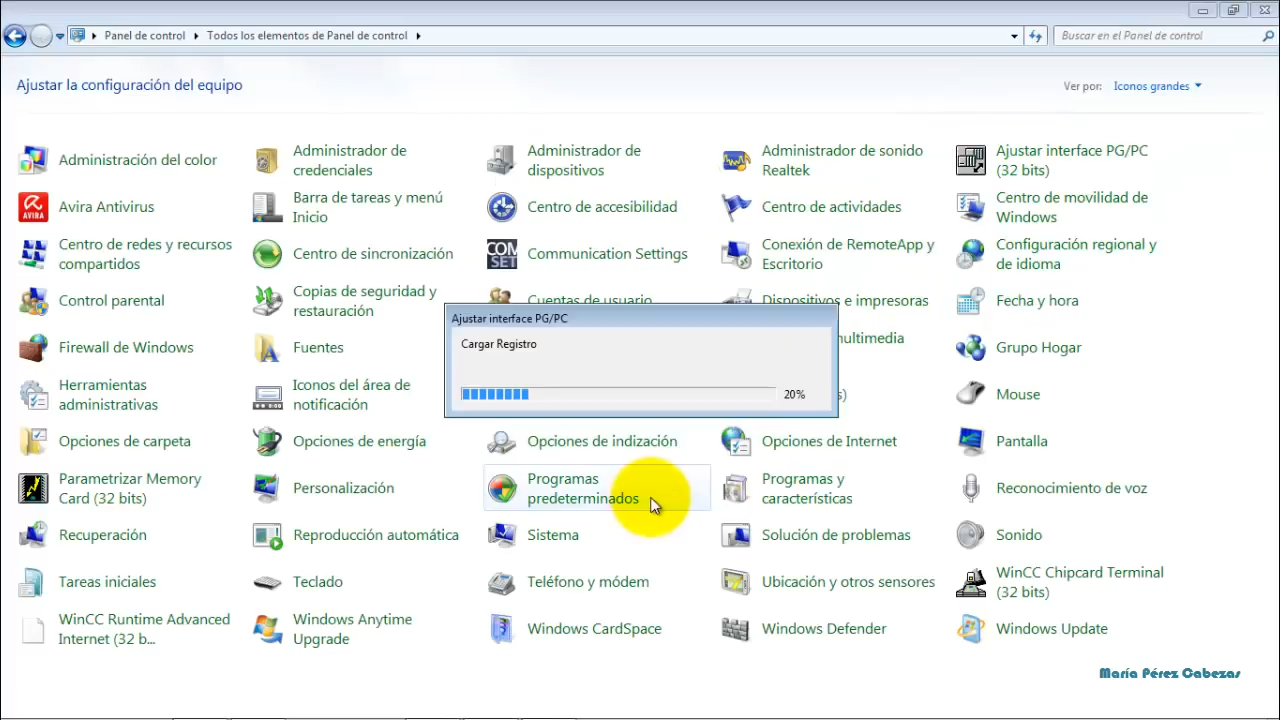 Panel de control
Todos los elementos de Panel de control
Buscar en el Panel de control
Ajustar la configuración del equipo
Ver por:
Iconos grandes
Administración del color
Administrador de
credenciales
Administrador de
dispositivos
Administrador de sonido
Realtek
Ajustar interface PG/PC
(32 bits)
AVIRA
Avira Antivirus
Barra de tareas y menú
Inicio
Centro de accesibilidad
Centro de actividades
Centro de movilidad de
Windows
Centro de redes y recursos
compartidos
Centro de sincronización
COM
SET
Communication Settings
Conexión de RemoteApp y
Escritorio
Configuración regional y
de idioma
Control parental
Copias de seguridad y
restauración
Cuentas de usuario
Dispositivos e impresoras
Fecha y hora
Ajustar interface PG/PC
Cargar Registro
20%
Firewall de Windows
Fuentes
Grupo Hogar
Herramientas
administrativas
Iconos del área de
notificación
Mouse
Opciones de carpeta
Opciones de energía
Opciones de indización
Opciones de Internet
Pantalla
Parametrizar Memory
Card (32 bits)
Personalización
Programas
predeterminados
Programas y
características
Reconocimiento de voz
Recuperación
Reproducción automática
Sistema
Solución de problemas
Sonido
Tareas iniciales
Teclado
Teléfono y módem
Ubicación y otros sensores
WinCC Chipcard Terminal
(32 bits)
WinCC Runtime Advanced
Internet (32 b...
Windows Anytime
Upgrade
Windows CardSpace
Windows Defender
Windows Update
María Pérez Cabezas